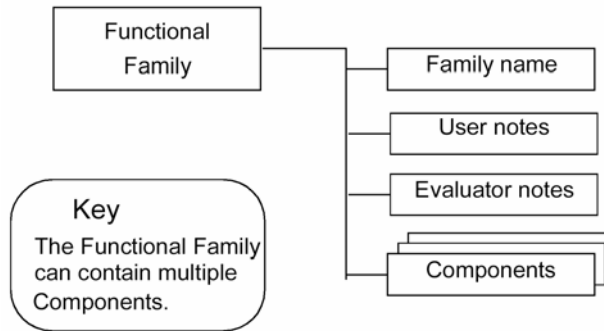 Functional
Family
Family name
User notes
Evaluator notes
Components
Key
The Functional Family
can contain multiple
Components.